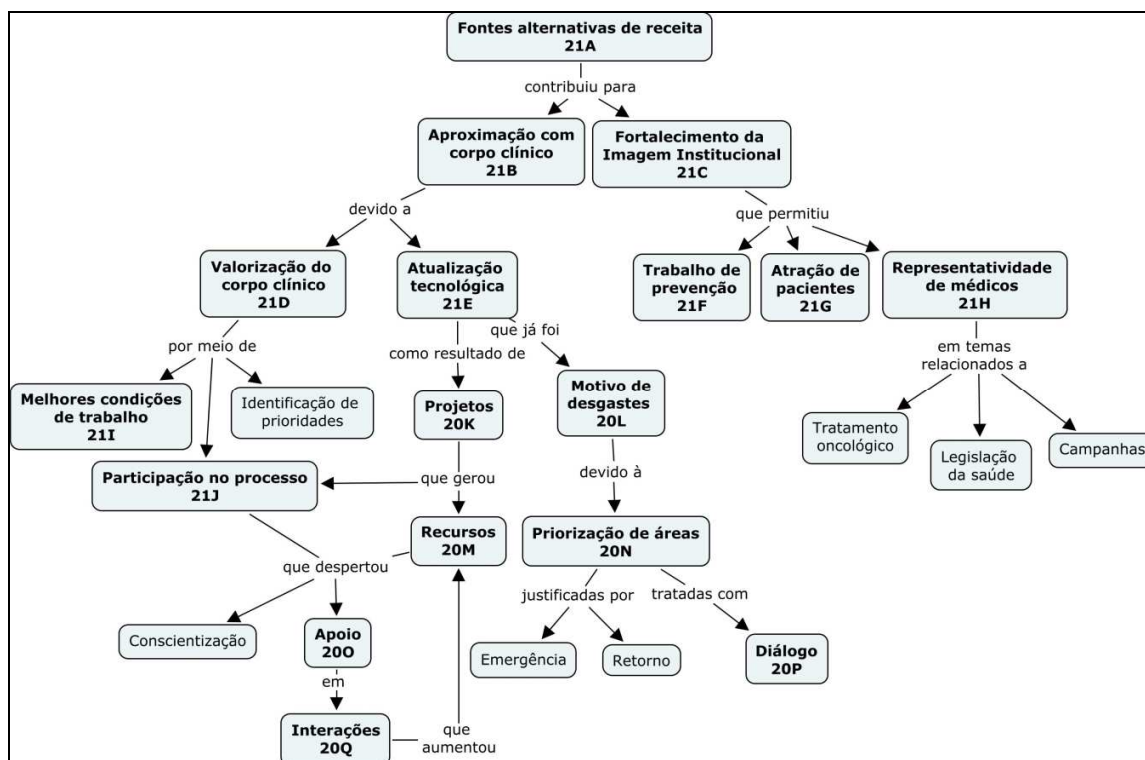 Fontes alternativas de receita
21A
contribuiu para
Aproximação com
corpo clínico
21B
Fortalecimento da
Imagem Institucional
21C
devido a
que permitiu
Valorização do
corpo clínico
21D
Atualização
tecnológica
21E
Trabalho de
prevenção
21F
Atração de
pacientes
21G
Representatividade
de médicos
21H
por meio de
como resultado de
que já foi
em temas
relacionados a
Melhores condições
de trabalho
21I
Identificação de
prioridades
Projetos
20K
Motivo de
desgastes
20L
Tratamento
oncológico
Legislação
da saúde
Campanhas
Participação no processo
21J
que gerou
devido à
Recursos
20M
Priorização de áreas
20N
que despertou
justificadas por
tratadas com
Conscientização
Apoio
20O
Emergência
Retorno
Diálogo
20P
em
Interações
20Q
que
aumentou